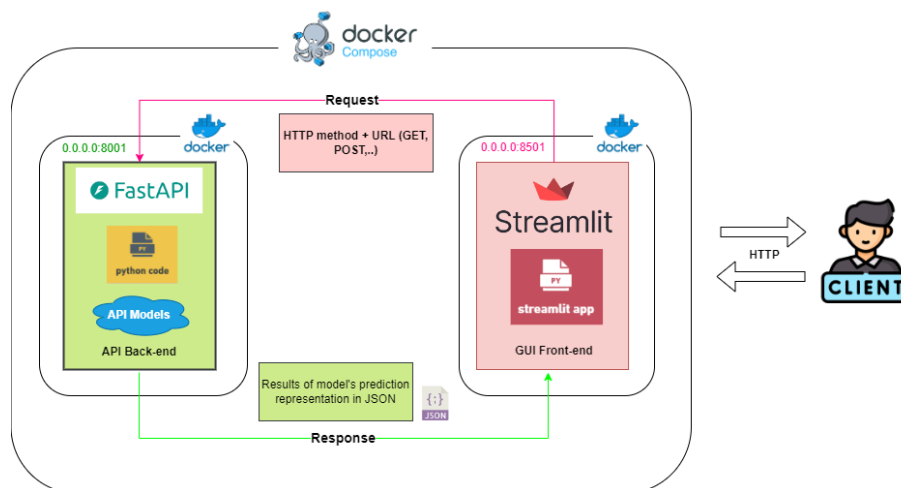 docker
Compose
Request
HTTP method + URL (GET,
POST,..)
docker
docker
0.0.0.0:8001
0.0.0.0:8501
FastAPI
Streamlit
PY
python code
PY
streamlit app
API Models
API Back-end
GUI Front-end
HTTP
CLIENT
Results of model's prediction
representation in JSON
{;}
JSON
Response